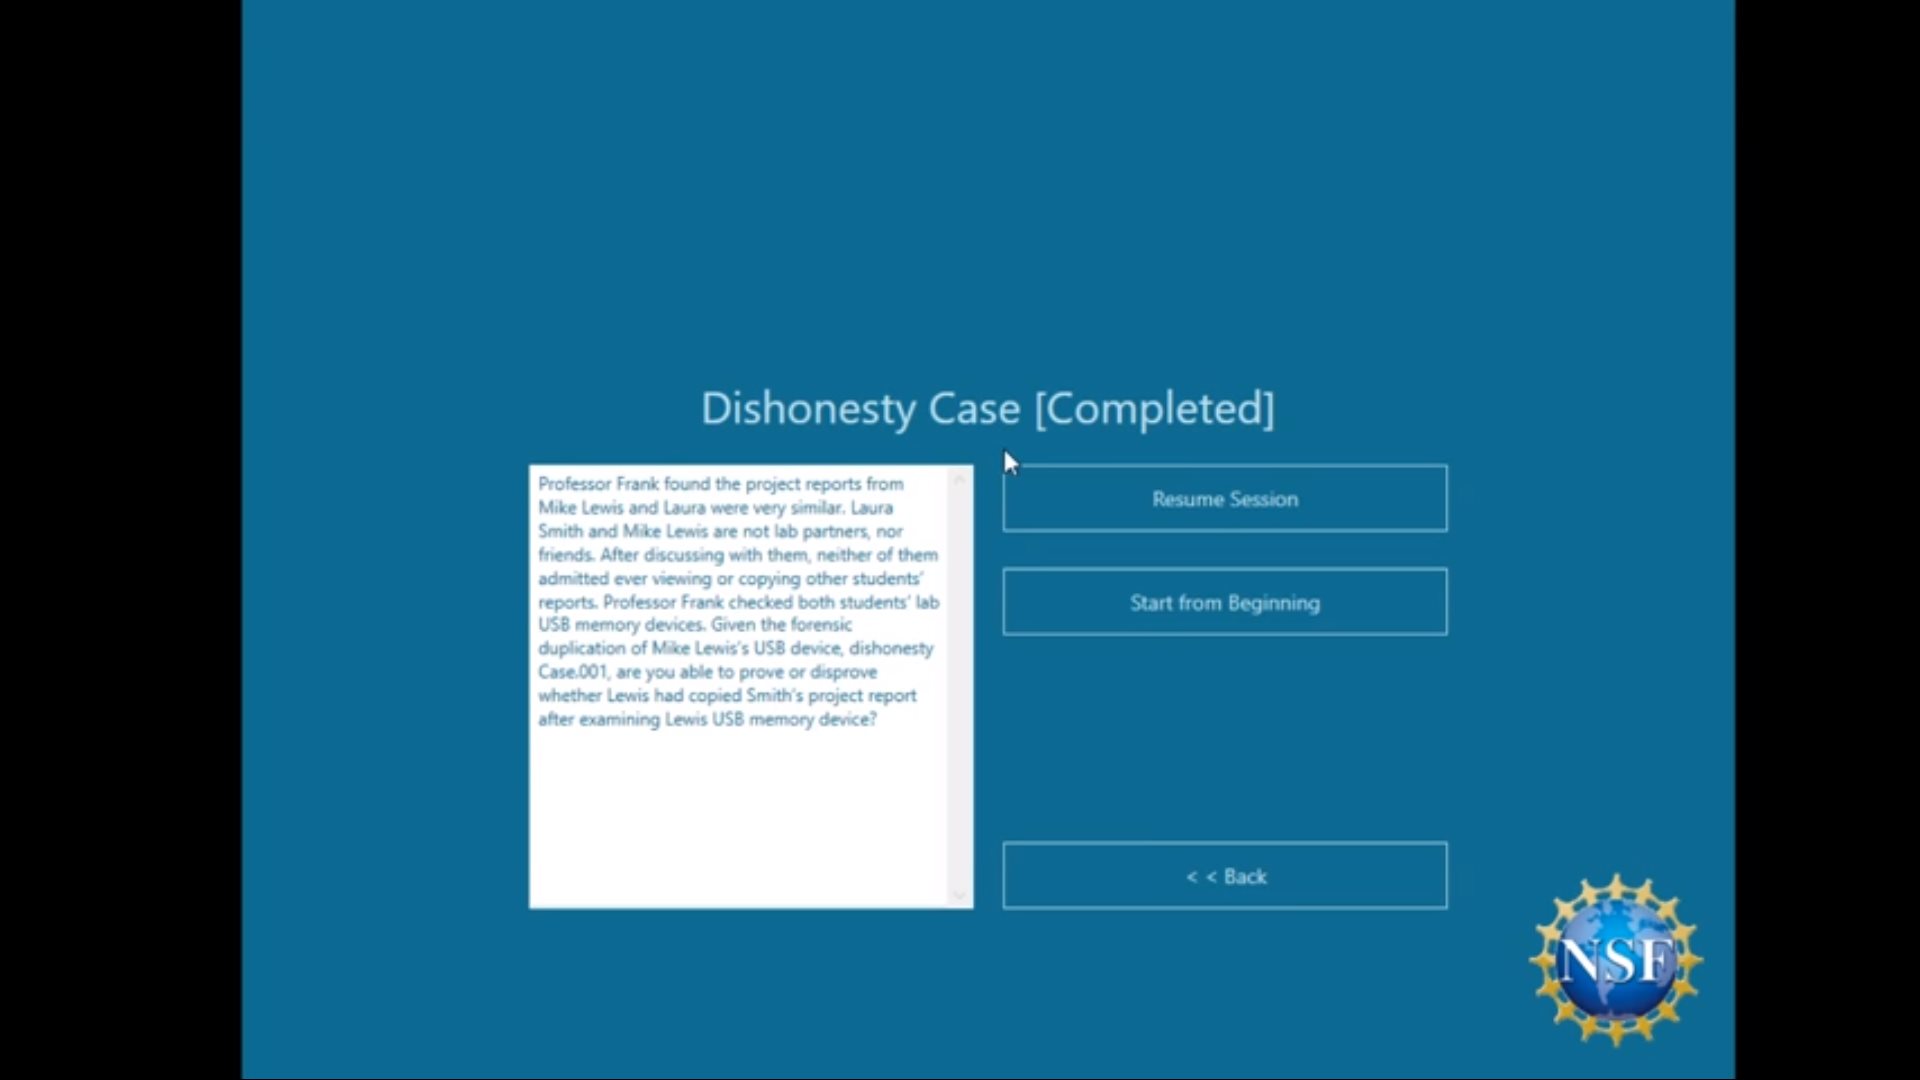 Dishonesty Case [Completed]
Professor Frank found the project reports from
Mike Lewis and Laura were very similar. Laura
Smith and Mike Lewis are not lab partners, nor
friends. After discussing with them, neither of them
admitted ever viewing or copying other students'
reports. Professor Frank checked both students' lab
USB memory devices. Given the forensic
duplication of Mike Lewis's USB device, dishonesty
Case.001, are you able to prove or disprove
whether Lewis had copied Smith's project report
after examining Lewis USB memory device?
Resume Session
Start from Beginning
< < Back
NSF